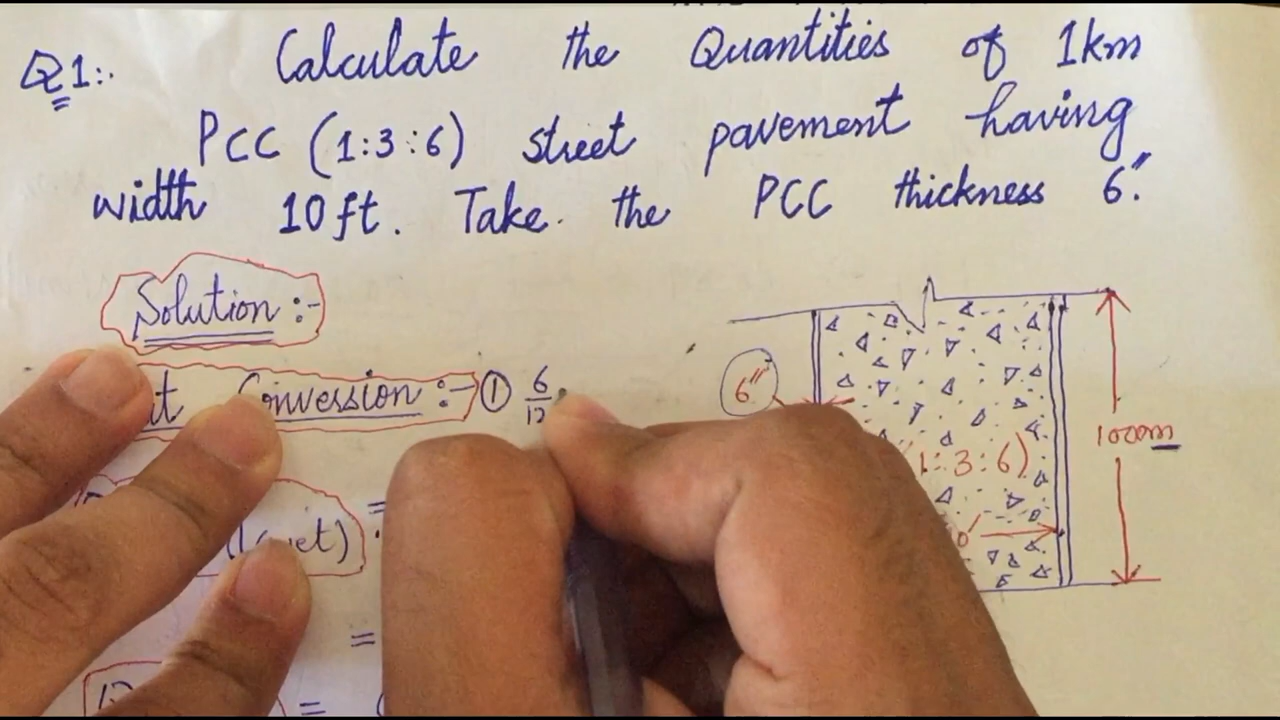 Q1:.
Calculate the Quantities of 1km
PCC (1:3:6) street pavement having
width 10ft. Take the PCC thickness 6".
Solution :-
Conversion :- ① 6/12
6"
1:3:6)
1000m
=
=
=